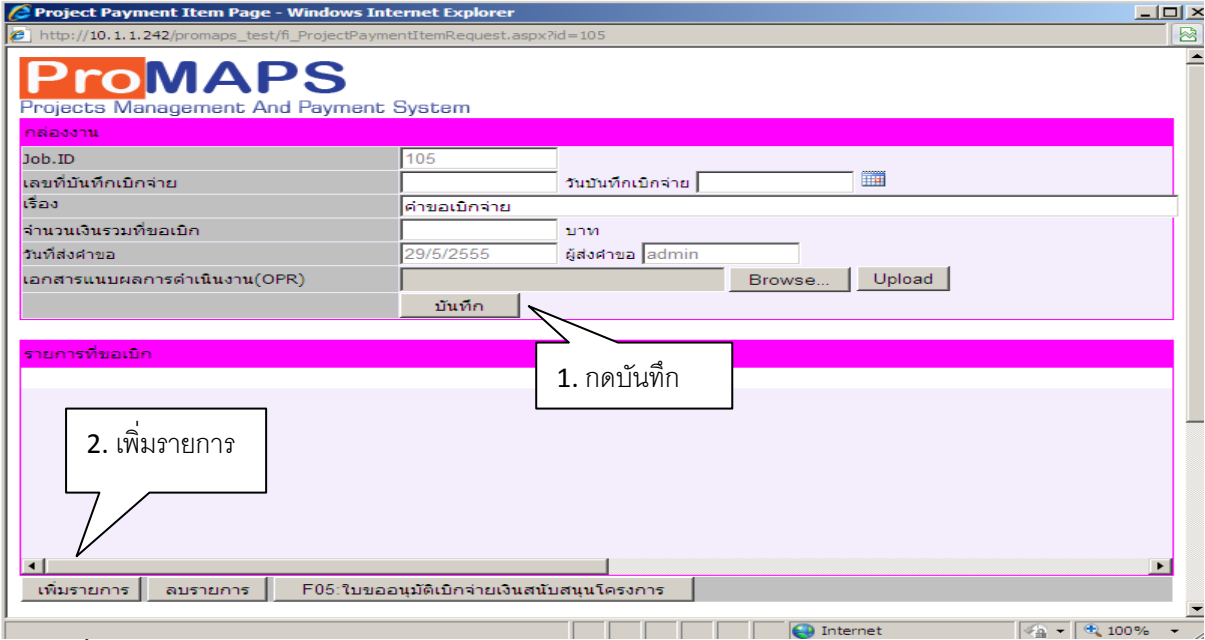 Project Payment Item Page - Windows Internet Explorer
http://10.1.1.242/promaps_test/fi_ProjectPaymentItemRequest.aspx?id=105
ProMAPS
Projects Management And Payment System
กล่องงาน
Job.ID 105
เลขที่บันทึกเบิกจ่าย วันบันทึกเบิกจ่าย
เรื่อง คำขอเบิกจ่าย
จำนวนเงินรวมที่ขอเบิก บาท
วันที่ส่งคำขอ 29/5/2555 ผู้ส่งคำขอ admin
เอกสารแนบผลการดำเนินงาน(OPR) Browse... Upload
บันทึก
รายการที่ขอเบิก
1. กดบันทึก
2. เพิ่มรายการ
เพิ่มรายการ ลบรายการ F05:ใบขออนุมัติเบิกจ่ายเงินสนับสนุนโครงการ
Internet 100%